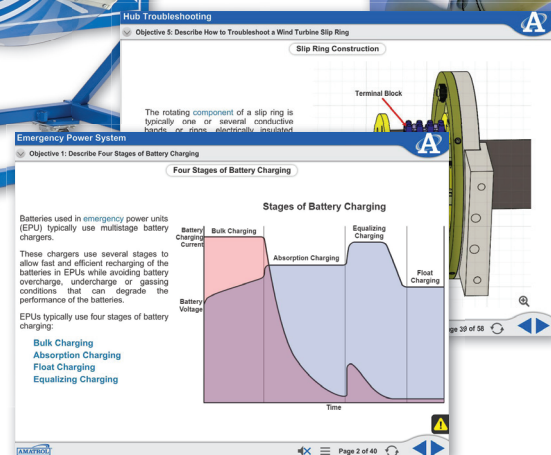 Hub Troubleshooting
Objective 5: Describe How to Troubleshoot a Wind Turbine Slip Ring
Slip Ring Construction
A
The rotating component of a slip ring is
typically one or several conductive
bands, or rings, electrically insulated
Terminal Block
ge 39 of 58
Emergency Power System
Objective 1: Describe Four Stages of Battery Charging
A
Four Stages of Battery Charging
Batteries used in emergency power units
(EPU) typically use multistage battery
chargers.
These chargers use several stages to
allow fast and efficient recharging of the
batteries in EPUs while avoiding battery
overcharge, undercharge or gassing
conditions that can degrade the
performance of the batteries.
EPUs typically use four stages of battery
charging:
Bulk Charging
Absorption Charging
Float Charging
Equalizing Charging
Stages of Battery Charging
Battery
Charging
Current
Battery
Voltage
Bulk Charging
Absorption Charging
Equalizing
Charging
Float
Charging
Time
AMATROL
Page 2 of 40